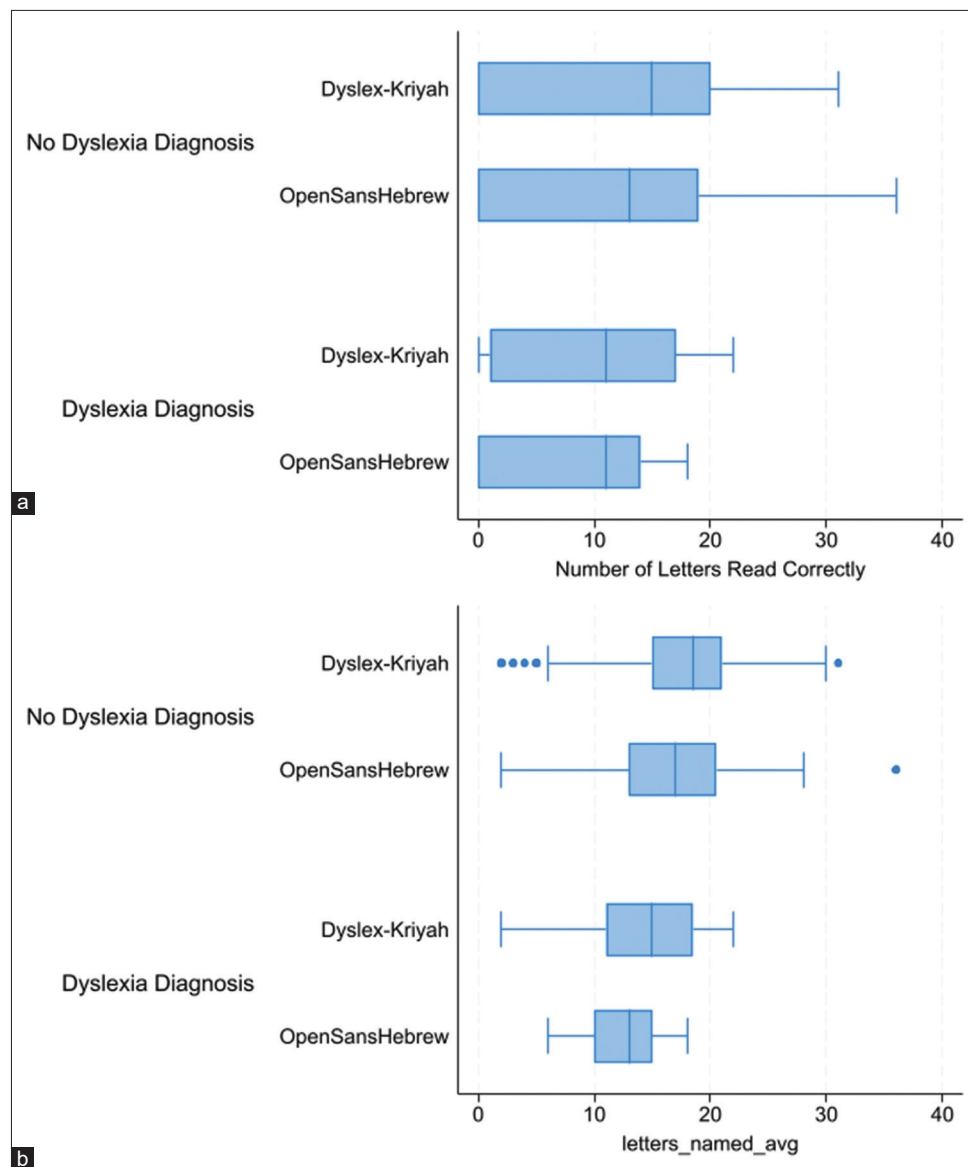 Dyslex-Kriyah
No Dyslexia Diagnosis
OpenSansHebrew
Dyslex-Kriyah
Dyslexia Diagnosis
OpenSansHebrew
a
0 10 20 30 40
Number of Letters Read Correctly
Dyslex-Kriyah
No Dyslexia Diagnosis
OpenSansHebrew
Dyslex-Kriyah
Dyslexia Diagnosis
OpenSansHebrew
0 10 20 30 40
letters_named_avg
b